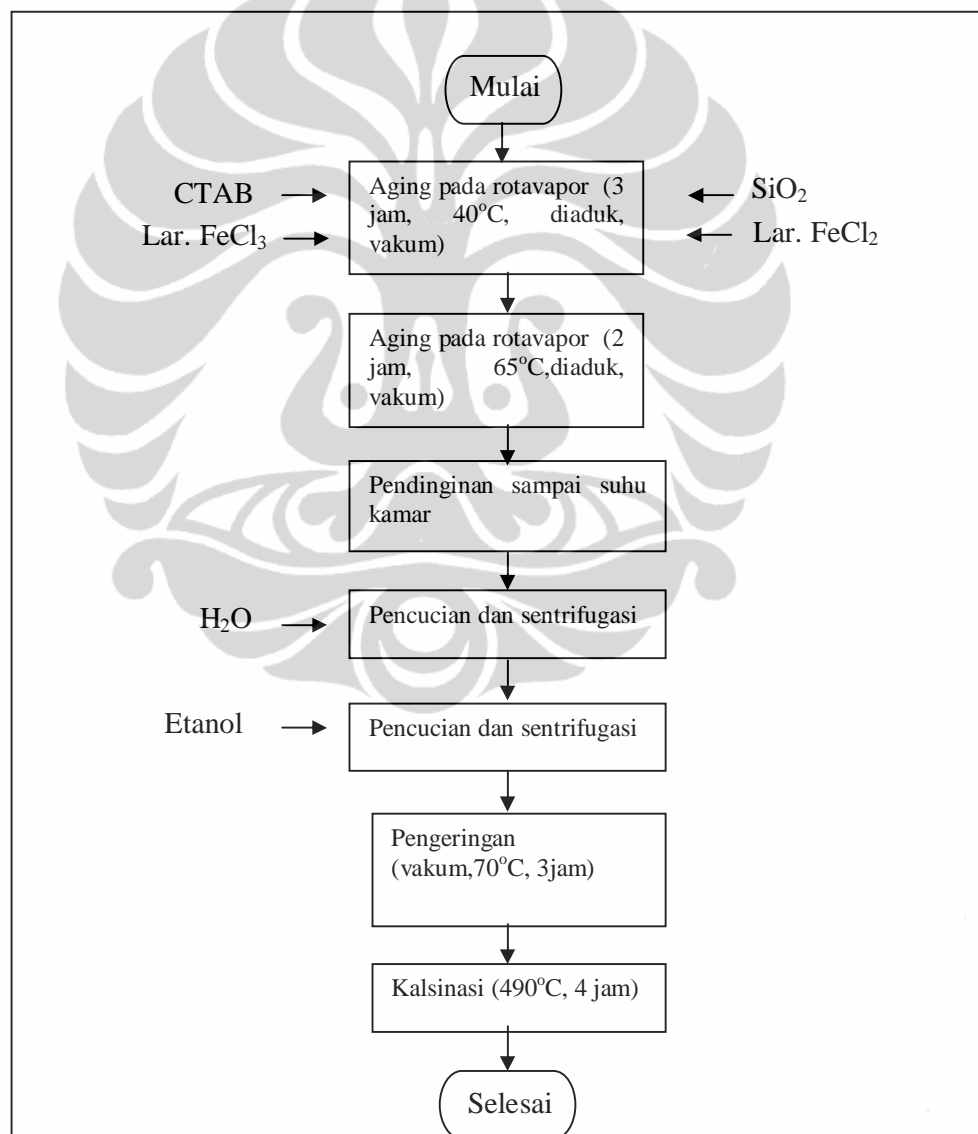 Mulai
CTAB
Lar. FeCl₃
Aging pada rotavapor (3
jam, 40°C, diaduk,
vakum)
SiO₂
Lar. FeCl₂
Aging pada rotavapor (2
jam, 65°C,diaduk,
vakum)
Pendinginan sampai suhu
kamar
H₂O
Pencucian dan sentrifugasi
Etanol
Pencucian dan sentrifugasi
Pengeringan
(vakum,70°C, 3jam)
Kalsinasi (490°C, 4 jam)
Selesai